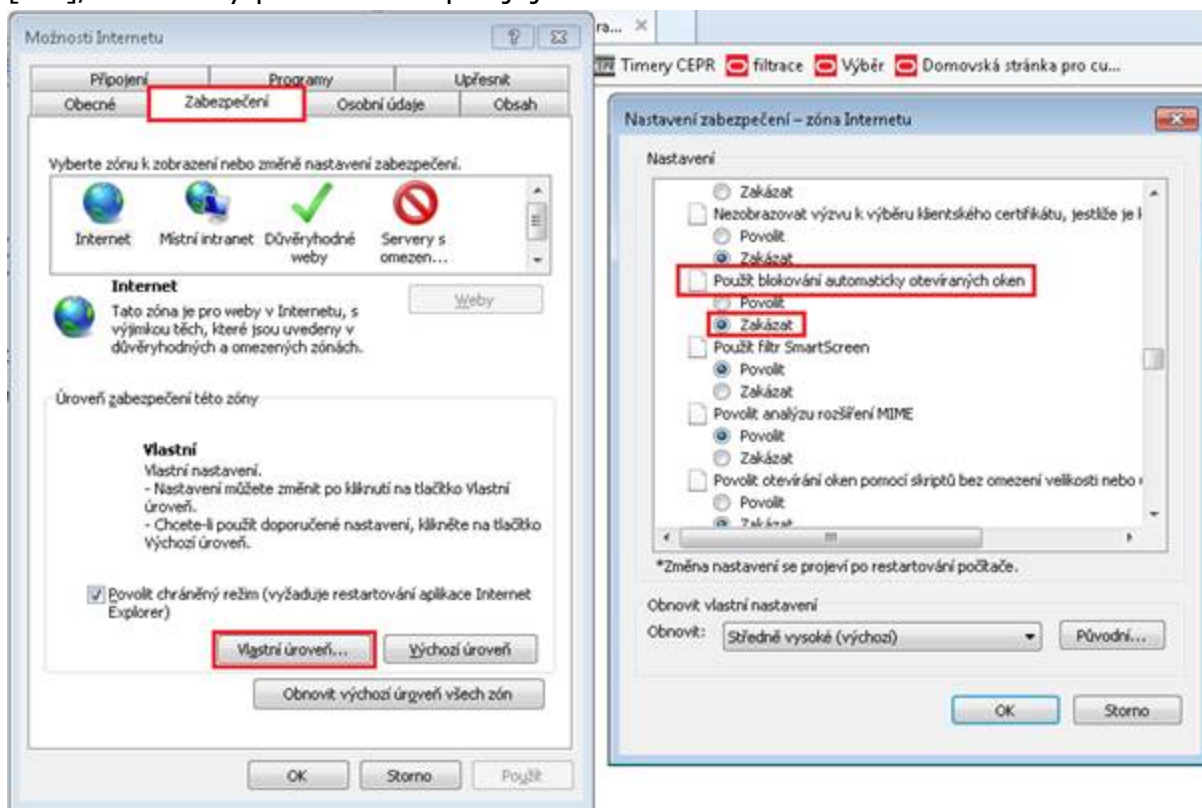 Možnosti Internetu
Připojení Programy Upřesnit
Obecné Zabezpečení Osobní údaje Obsah
Vyberte zónu k zobrazení nebo změně nastavení zabezpečení.
Internet Místní intranet Důvěryhodné weby Servery s omezen...
Internet
Tato zóna je pro weby v Internetu, s
výjimkou těch, které jsou uvedeny v
důvěryhodných a omezených zónách.
Weby
Úroveň zabezpečení této zóny
Vlastní
Vlastní nastavení.
- Nastavení můžete změnit po kliknutí na tlačítko Vlastní
úroveň.
- Chcete-li použít doporučené nastavení, klikněte na tlačítko
Výchozí úroveň.
Povolit chráněný režim (vyžaduje restartování aplikace Internet
Explorer)
Vlastní úroveň... Výchozí úroveň
Obnovit výchozí úroveň všech zón
OK Storno Použít
ra...
Timery CEPR filtrace Výběr Domovská stránka pro cu...
Nastavení zabezpečení – zóna Internetu
Nastavení
Zakázat
Nezobrazovat výzvu k výběru klientského certifikátu, jestliže je
Povolit
Zakázat
Použít blokování automaticky otevíraných oken
Povolit
Zakázat
Použít filtr SmartScreen
Povolit
Zakázat
Povolit analýzu rozšíření MIME
Povolit
Zakázat
Povolit otevírání oken pomocí skriptů bez omezení velikosti nebo
Povolit
Zakázat
*Změna nastavení se projeví po restartování počítače.
Obnovit vlastní nastavení
Obnovit: Středně vysoké (výchozí) Původní...
OK Storno